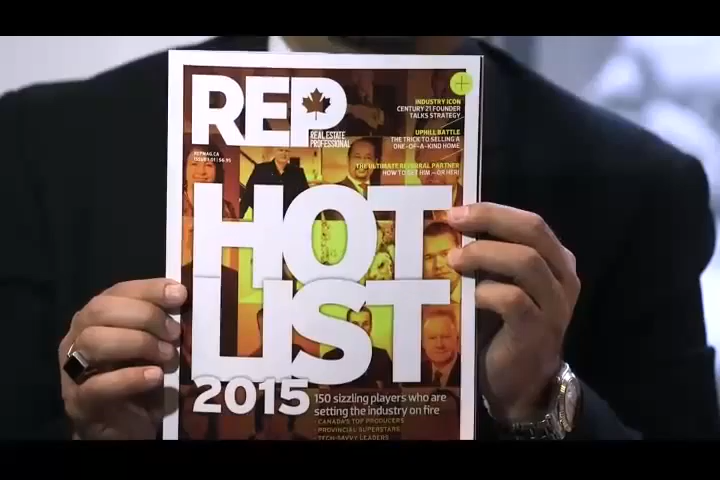 REP
REAL ESTATE
PROFESSIONAL
REPMAG.CA
INDUSTRY ICON
CENTURY 21 FOUNDER
TALKS STRATEGY
UPHILL BATTLE
THE TRICK TO SELLING A
ONE-OF-A-KIND HOME
THE ULTIMATE REFERRAL PARTNER
HOW TO GET HIM—OR HER!
HOT
LIST
2015
150 sizzling players who are
setting the industry on fire
CANADA'S TOP PRODUCERS
PROVINCIAL SUPERSTARS
TECH-SAVVY LEADERS